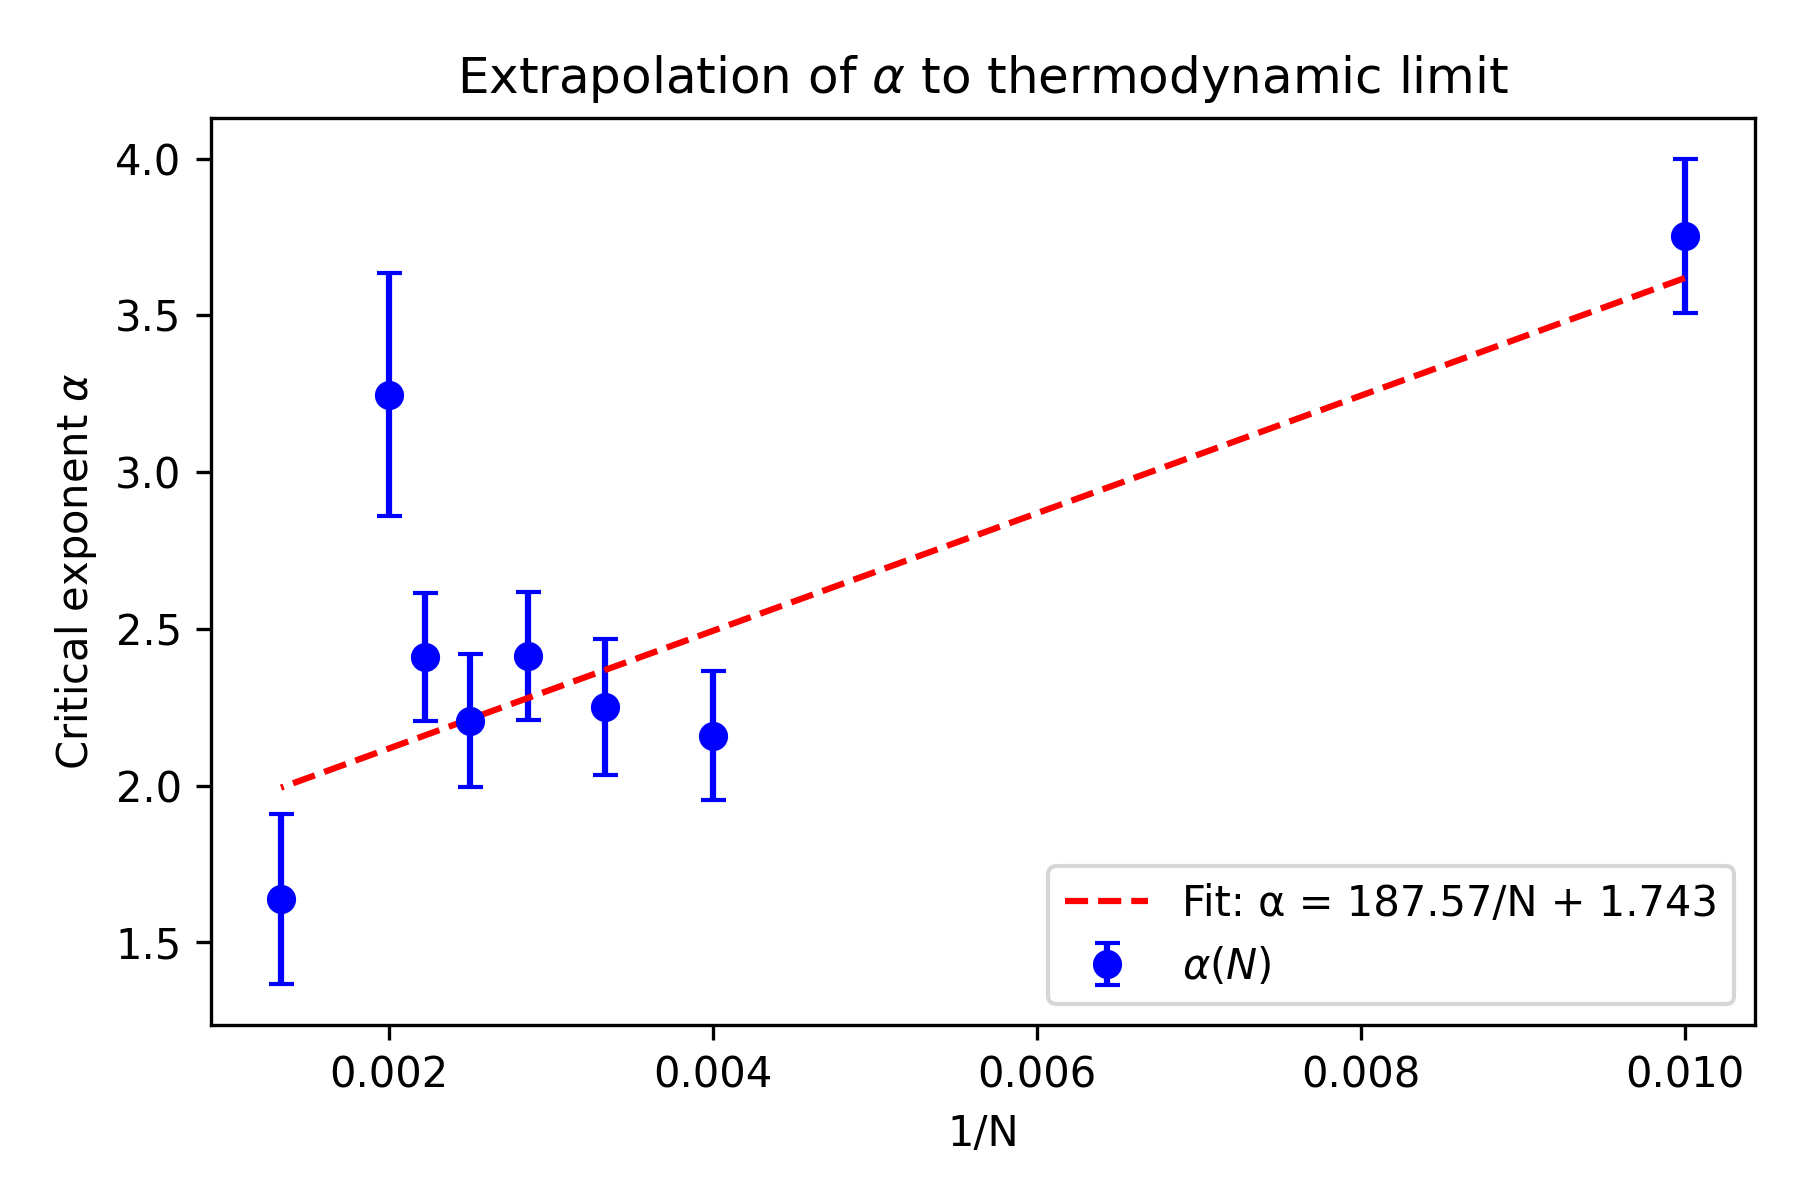 Extrapolation of α to thermodynamic limit
Critical exponent α
4.0
3.5
3.0
2.5
2.0
1.5
Fit: α = 187.57/N + 1.743
α(N)
0.002 0.004 0.006 0.008 0.010
1/N